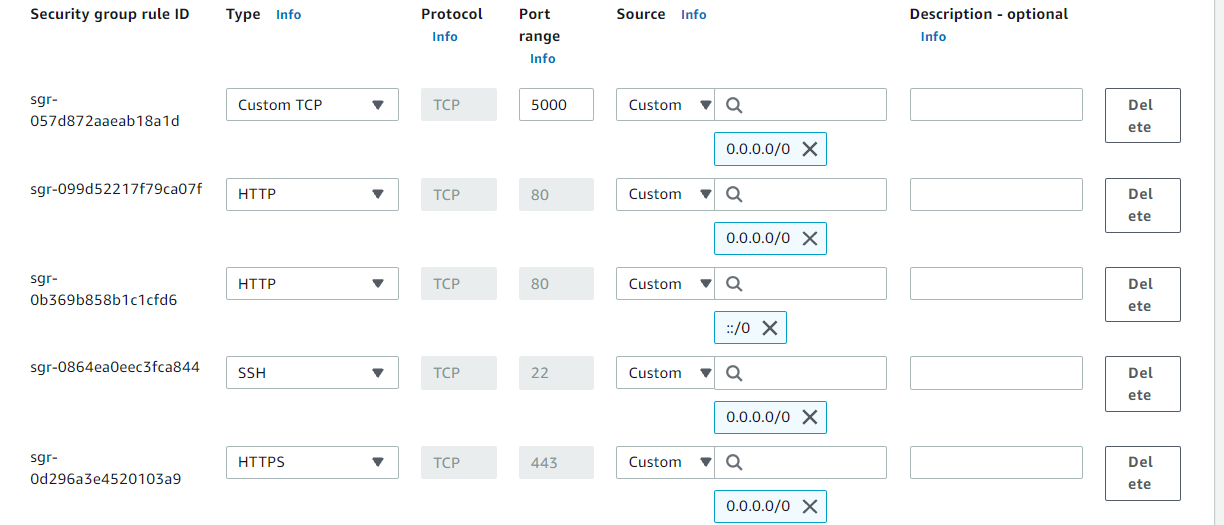 Security group rule ID Type Info Protocol Info Port range Info Source Info Description - optional Info
sgr-057d872aaeab18a1d Custom TCP TCP 5000 Custom Delete
0.0.0.0/0
sgr-099d52217f79ca07f HTTP TCP 80 Custom Delete
0.0.0.0/0
sgr-0b369b858b1c1cfd6 HTTP TCP 80 Custom Delete
::/0
sgr-0864ea0eec3fca844 SSH TCP 22 Custom Delete
0.0.0.0/0
sgr-0d296a3e4520103a9 HTTPS TCP 443 Custom Delete
0.0.0.0/0